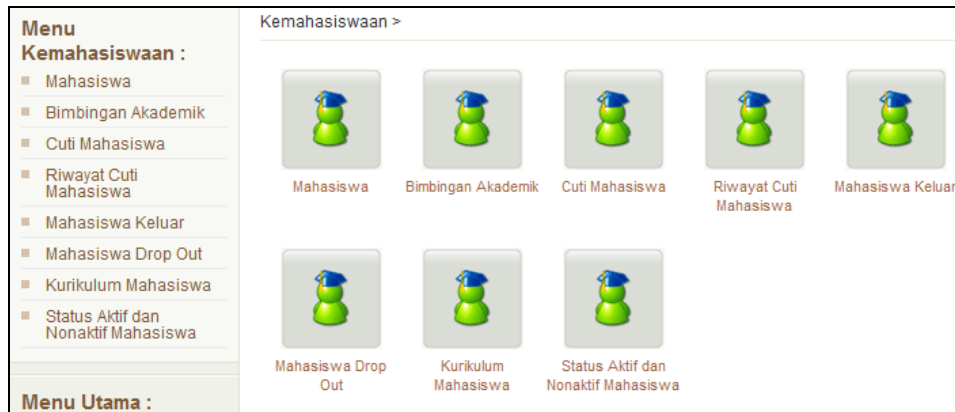 Menu
Kemahasiswaan :
Mahasiswa
Bimbingan Akademik
Cuti Mahasiswa
Riwayat Cuti
Mahasiswa
Mahasiswa Keluar
Mahasiswa Drop Out
Kurikulum Mahasiswa
Status Aktif dan
Nonaktif Mahasiswa
Menu Utama :
Kemahasiswaan >
Mahasiswa
Bimbingan Akademik
Cuti Mahasiswa
Riwayat Cuti
Mahasiswa
Mahasiswa Keluar
Mahasiswa Drop
Out
Kurikulum
Mahasiswa
Status Aktif dan
Nonaktif Mahasiswa